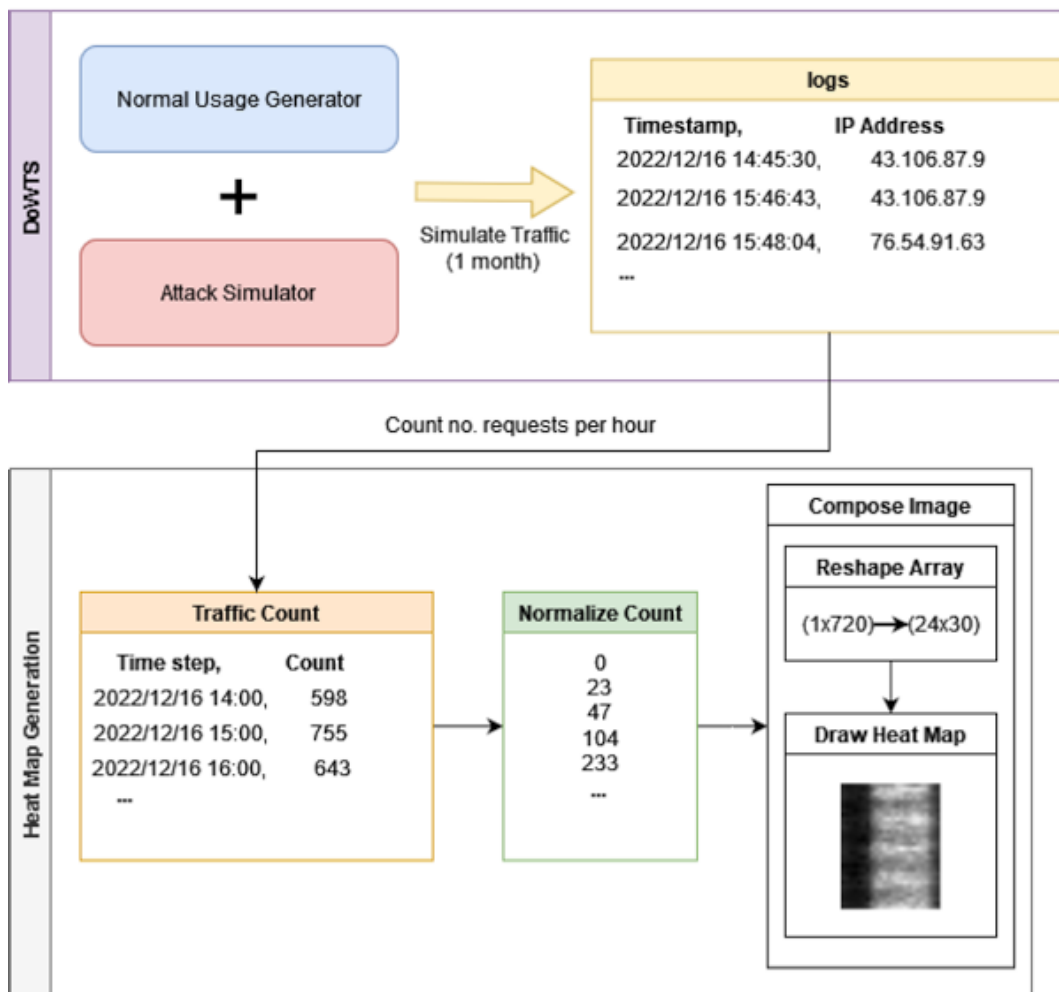 DoWTS
Normal Usage Generator
+
Attack Simulator
Simulate Traffic
(1 month)
logs
Timestamp, IP Address
2022/12/16 14:45:30, 43.106.87.9
2022/12/16 15:46:43, 43.106.87.9
2022/12/16 15:48:04, 76.54.91.63
...
Count no. requests per hour
Heat Map Generation
Traffic Count
Time step, Count
2022/12/16 14:00, 598
2022/12/16 15:00, 755
2022/12/16 16:00, 643
...
Normalize Count
0
23
47
104
233
...
Compose Image
Reshape Array
(1x720) (24x30)
Draw Heat Map